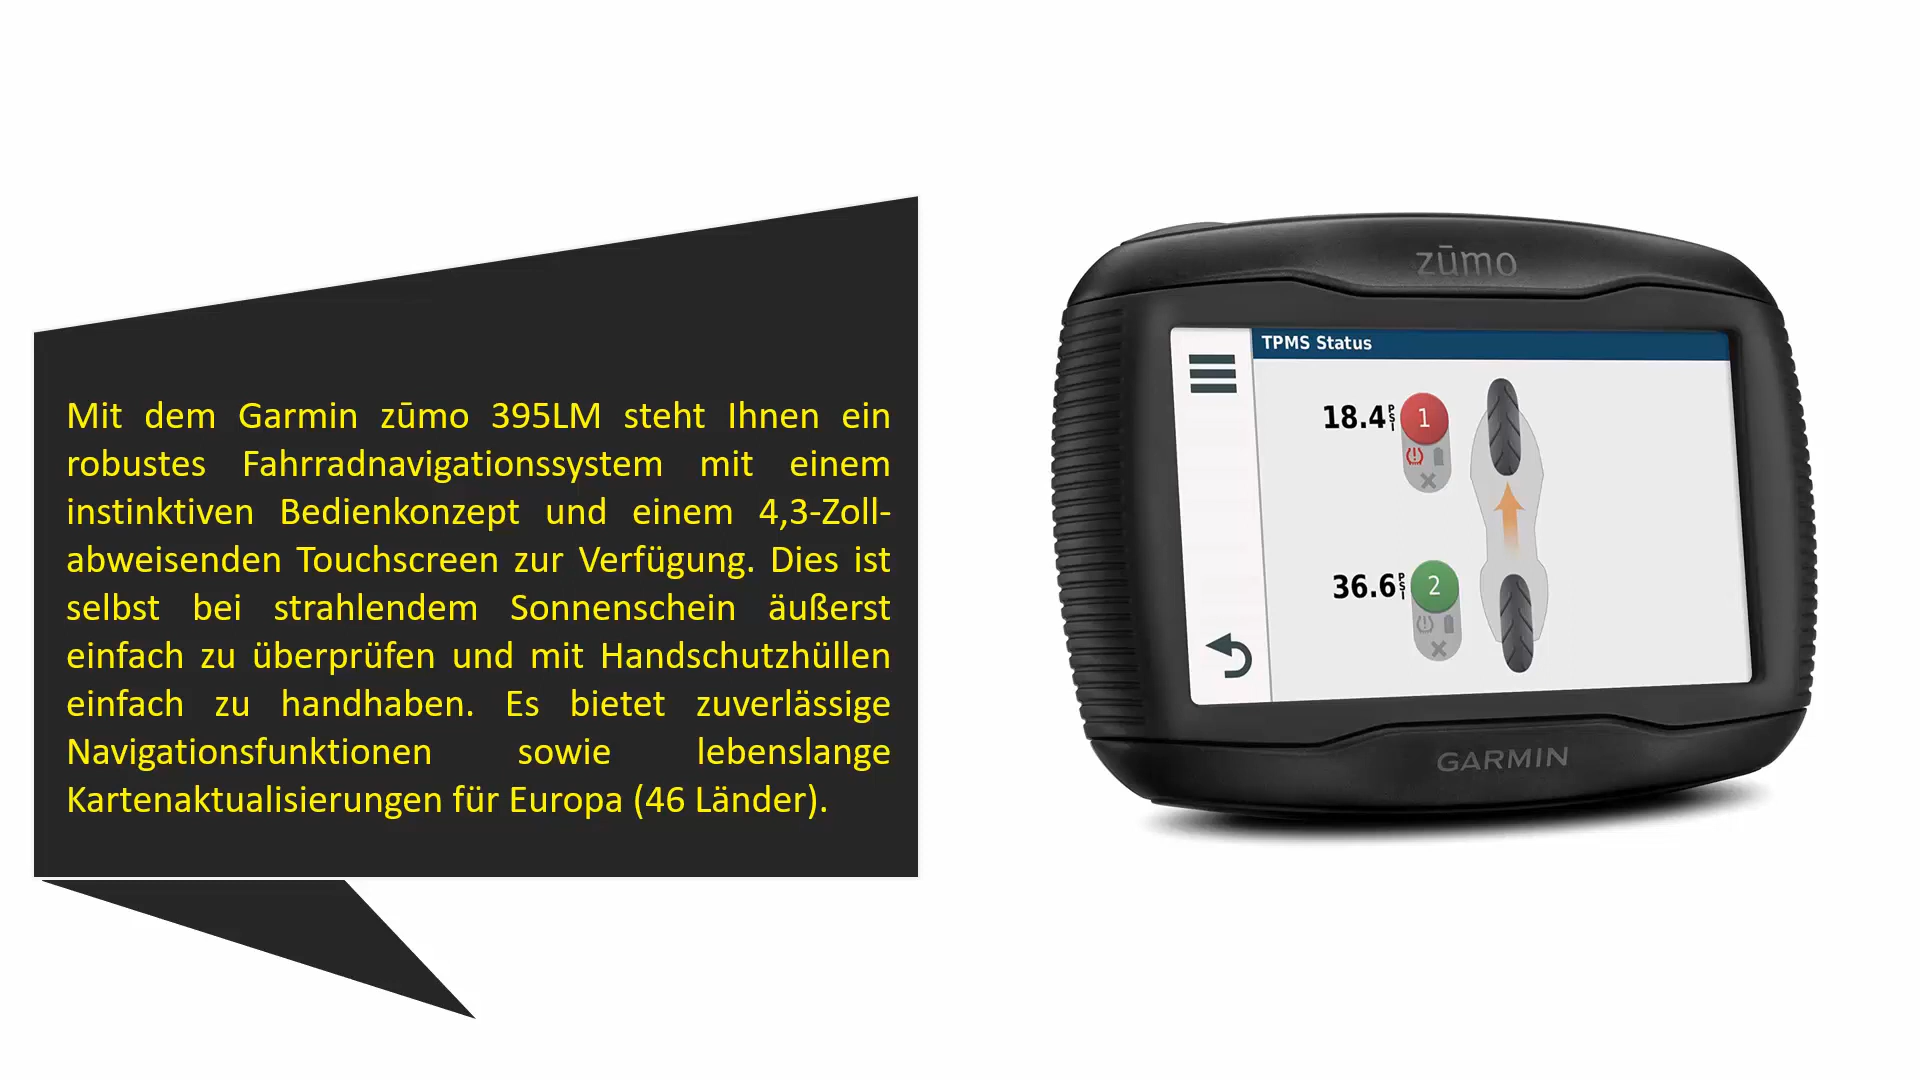 Mit dem Garmin zūmo 395LM steht Ihnen ein
robustes Fahrradnavigationssystem mit einem
instinktiven Bedienkonzept und einem 4,3-Zoll-
abweisenden Touchscreen zur Verfügung. Dies ist
selbst bei strahlendem Sonnenschein äußerst
einfach zu überprüfen und mit Handschutzhüllen
einfach zu handhaben. Es bietet zuverlässige
Navigationsfunktionen sowie lebenslange
Kartenaktualisierungen für Europa (46 Länder).
zūmo
TPMS Status
18.4 PSI 1
36.6 PSI 2
GARMIN